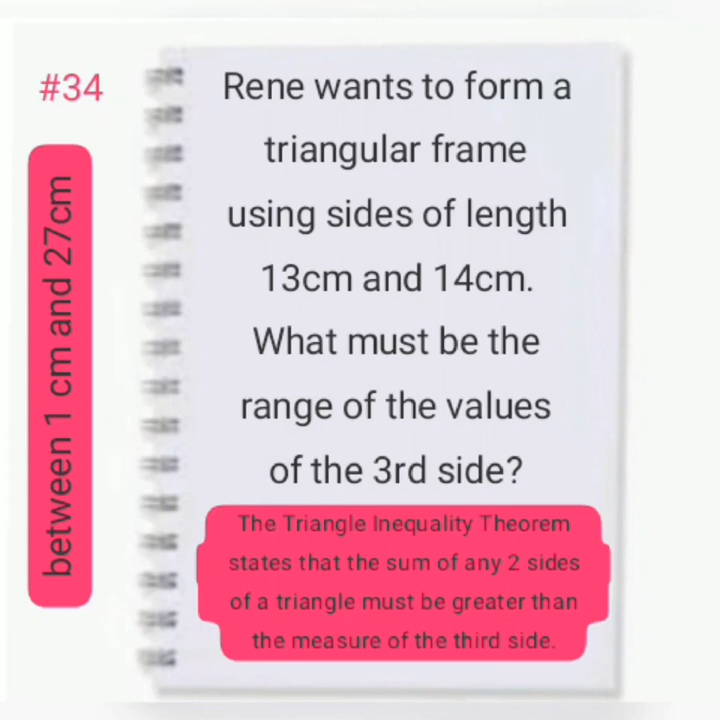 #34
between 1 cm and 27cm
Rene wants to form a
triangular frame
using sides of length
13cm and 14cm.
What must be the
range of the values
of the 3rd side?
The Triangle Inequality Theorem
states that the sum of any 2 sides
of a triangle must be greater than
the measure of the third side.